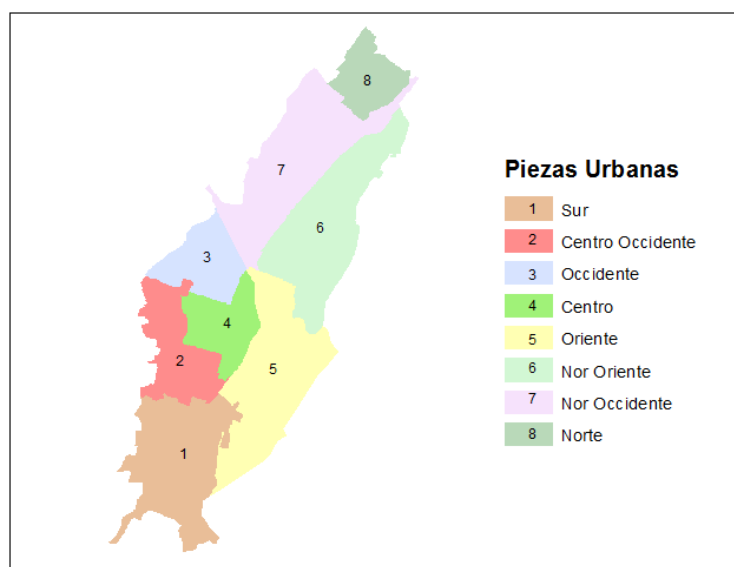 8
7
6
3
4
2
5
1
Piezas Urbanas
1 Sur
2 Centro Occidente
3 Occidente
4 Centro
5 Oriente
6 Nor Oriente
7 Nor Occidente
8 Norte